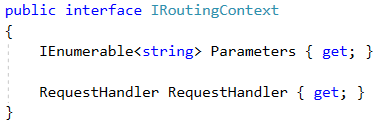 public interface IRoutingContext
{
    IEnumerable<string> Parameters { get; }
    RequestHandler RequestHandler { get; }
}